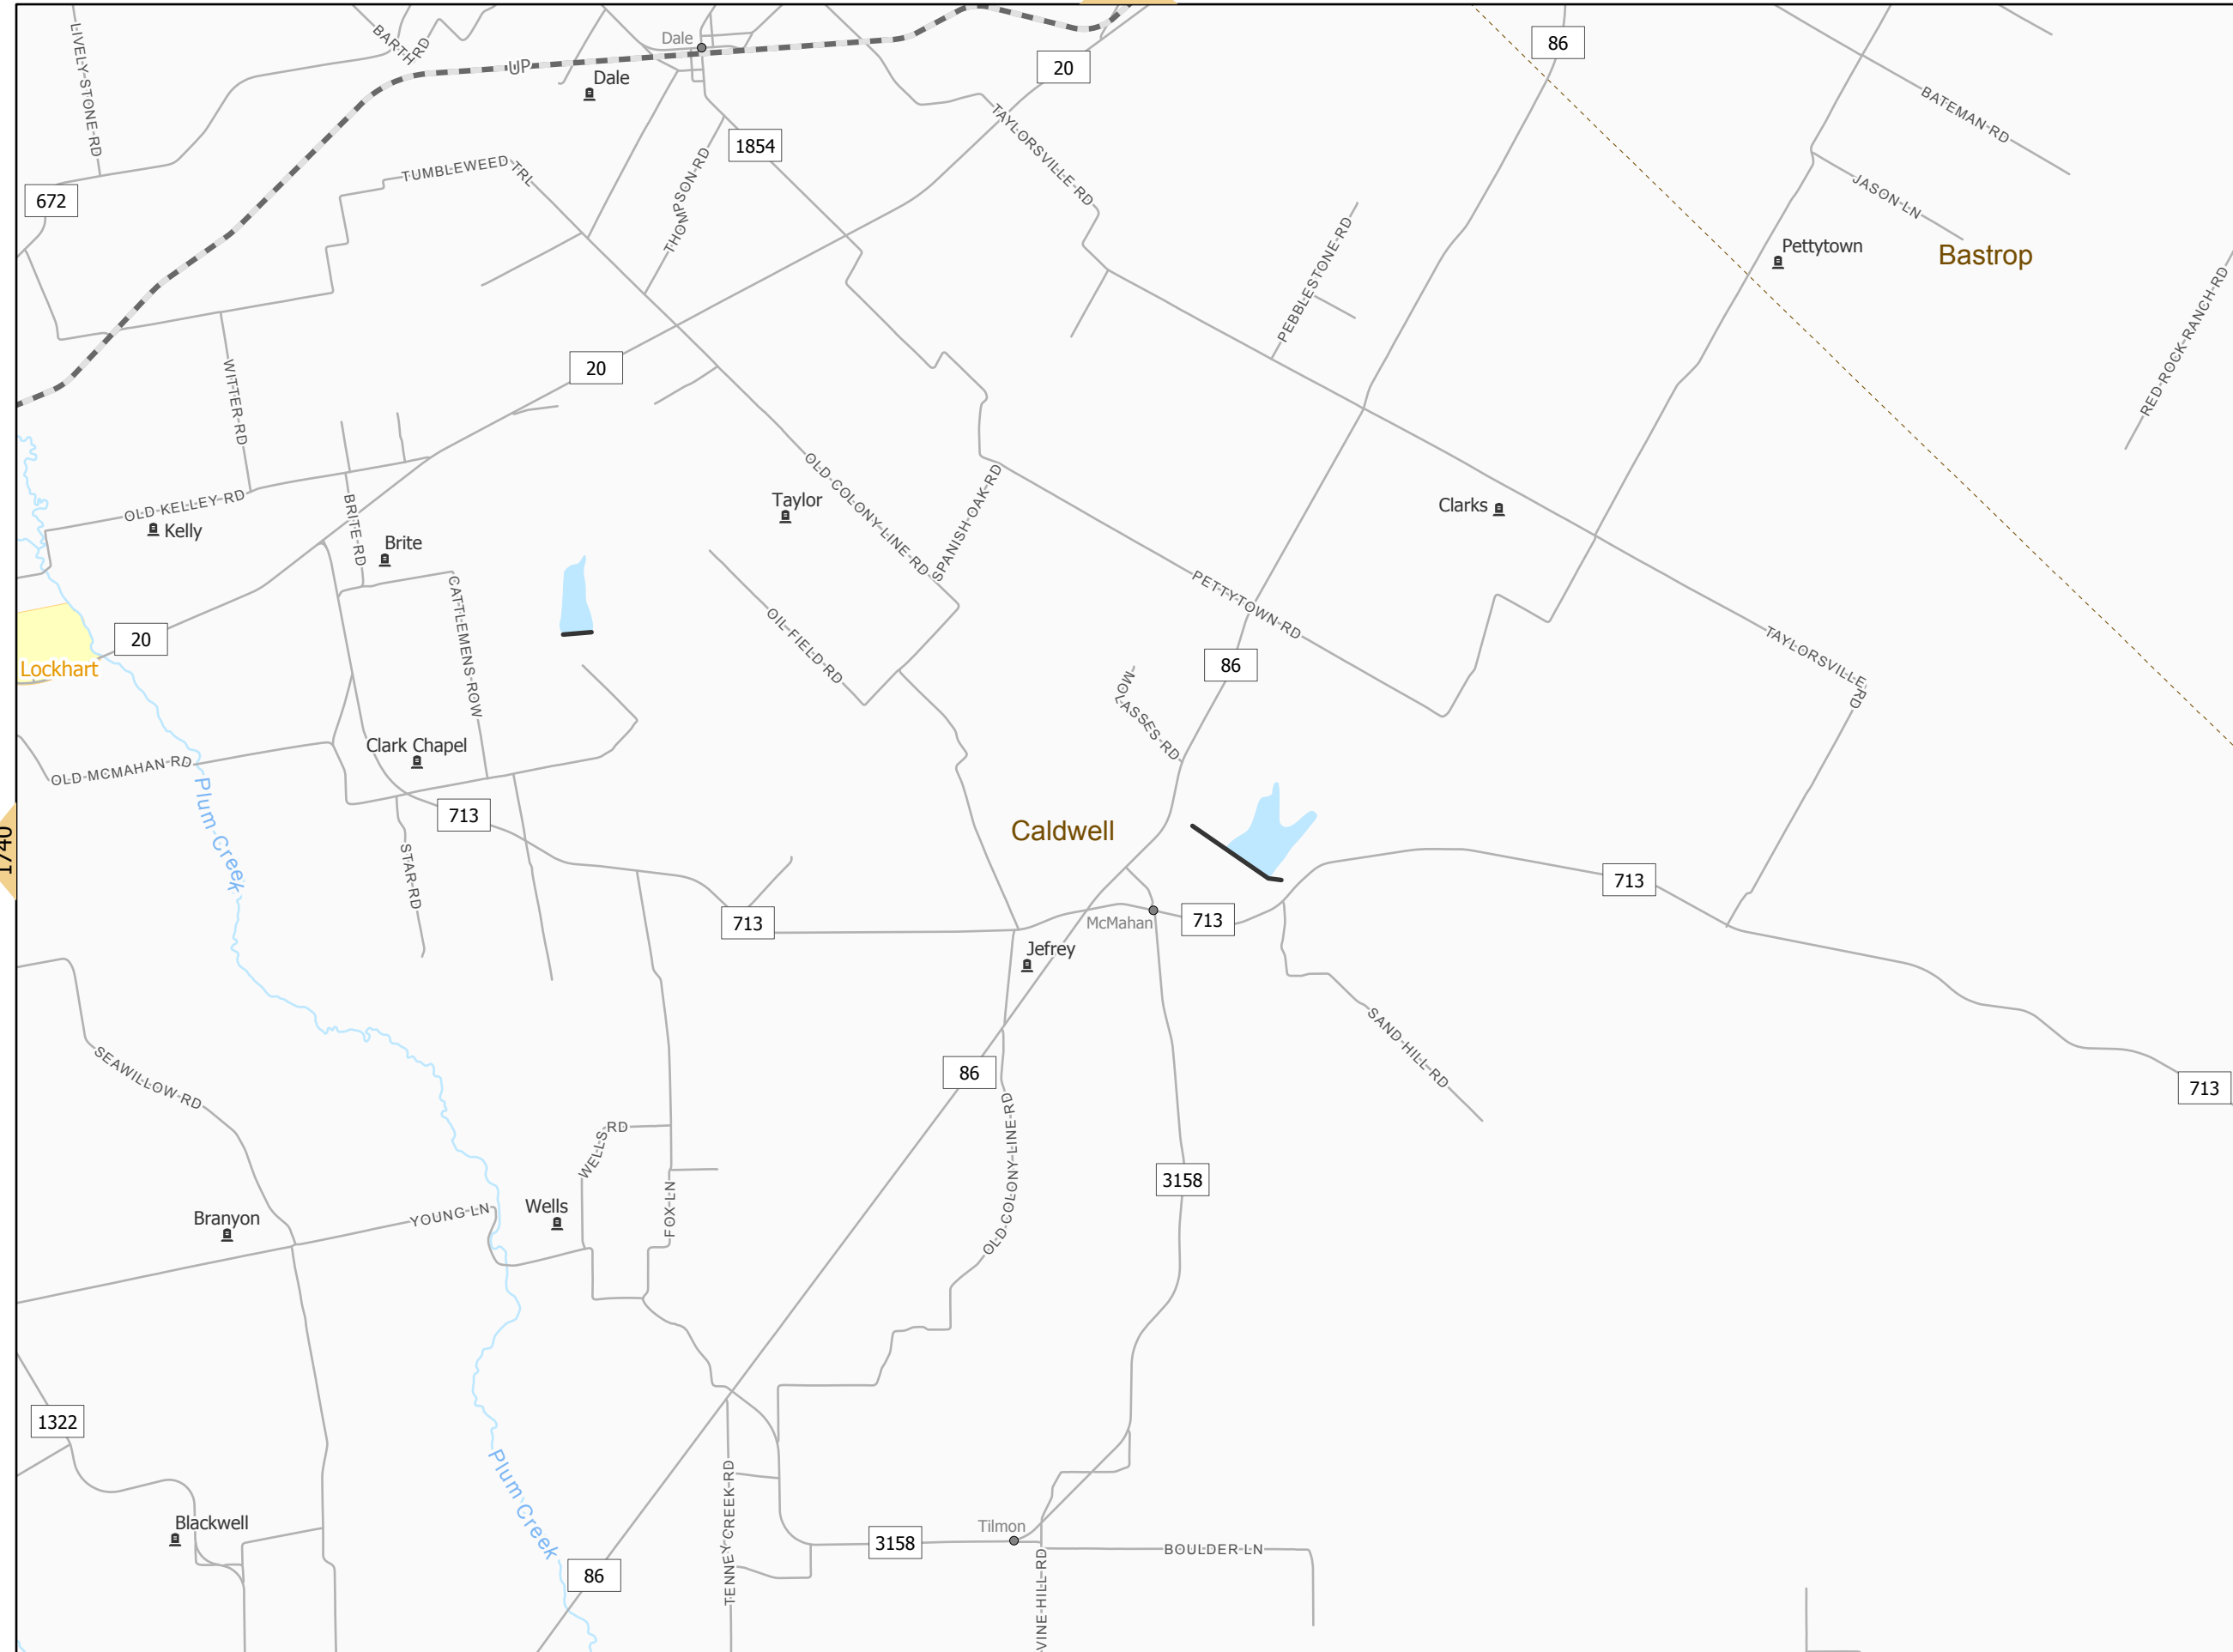 LIVELY-STONE-RD
BARTH RD
UP
Dale
Dale
20
86
BATEMAN-RD
672
TUMBLEWEED TRL
THOMPSON-RD
1854
TAYLORSVILLE-RD
PEBBLESTONE-RD
JASON-LN
Pettytown
Bastrop
RED-ROCK-RANCH-RD
WITTER-RD
20
OLD-KELLEY-RD
Kelly
BRITE-RD
Brite
Taylor
OLD-COLONY-LINE-RD
SPANISH-OAK-RD
Clarks
20
Lockhart
CATTLEMENS-ROW
OIL-FIELD-RD
PETTYTOWN-RD
86
MOLASSES-RD
TAYLORSVILLE RD
OLD-MCMAHAN-RD
Clark Chapel
Plum-Creek
713
STAR-RD
1740
Caldwell
713
McMahan
713
713
Jefrey
SEAWILLOW-RD
86
SAND-HILL-RD
713
OLD-COLONY-LINE-RD
WELLS RD
FOX-LN
3158
Branyon
YOUNG-LN
Wells
1322
Blackwell
Plum Creek
86
TENNEY-CREEK-RD
3158
Tilmon
BOULDER-LN
VINE-HILL-RD